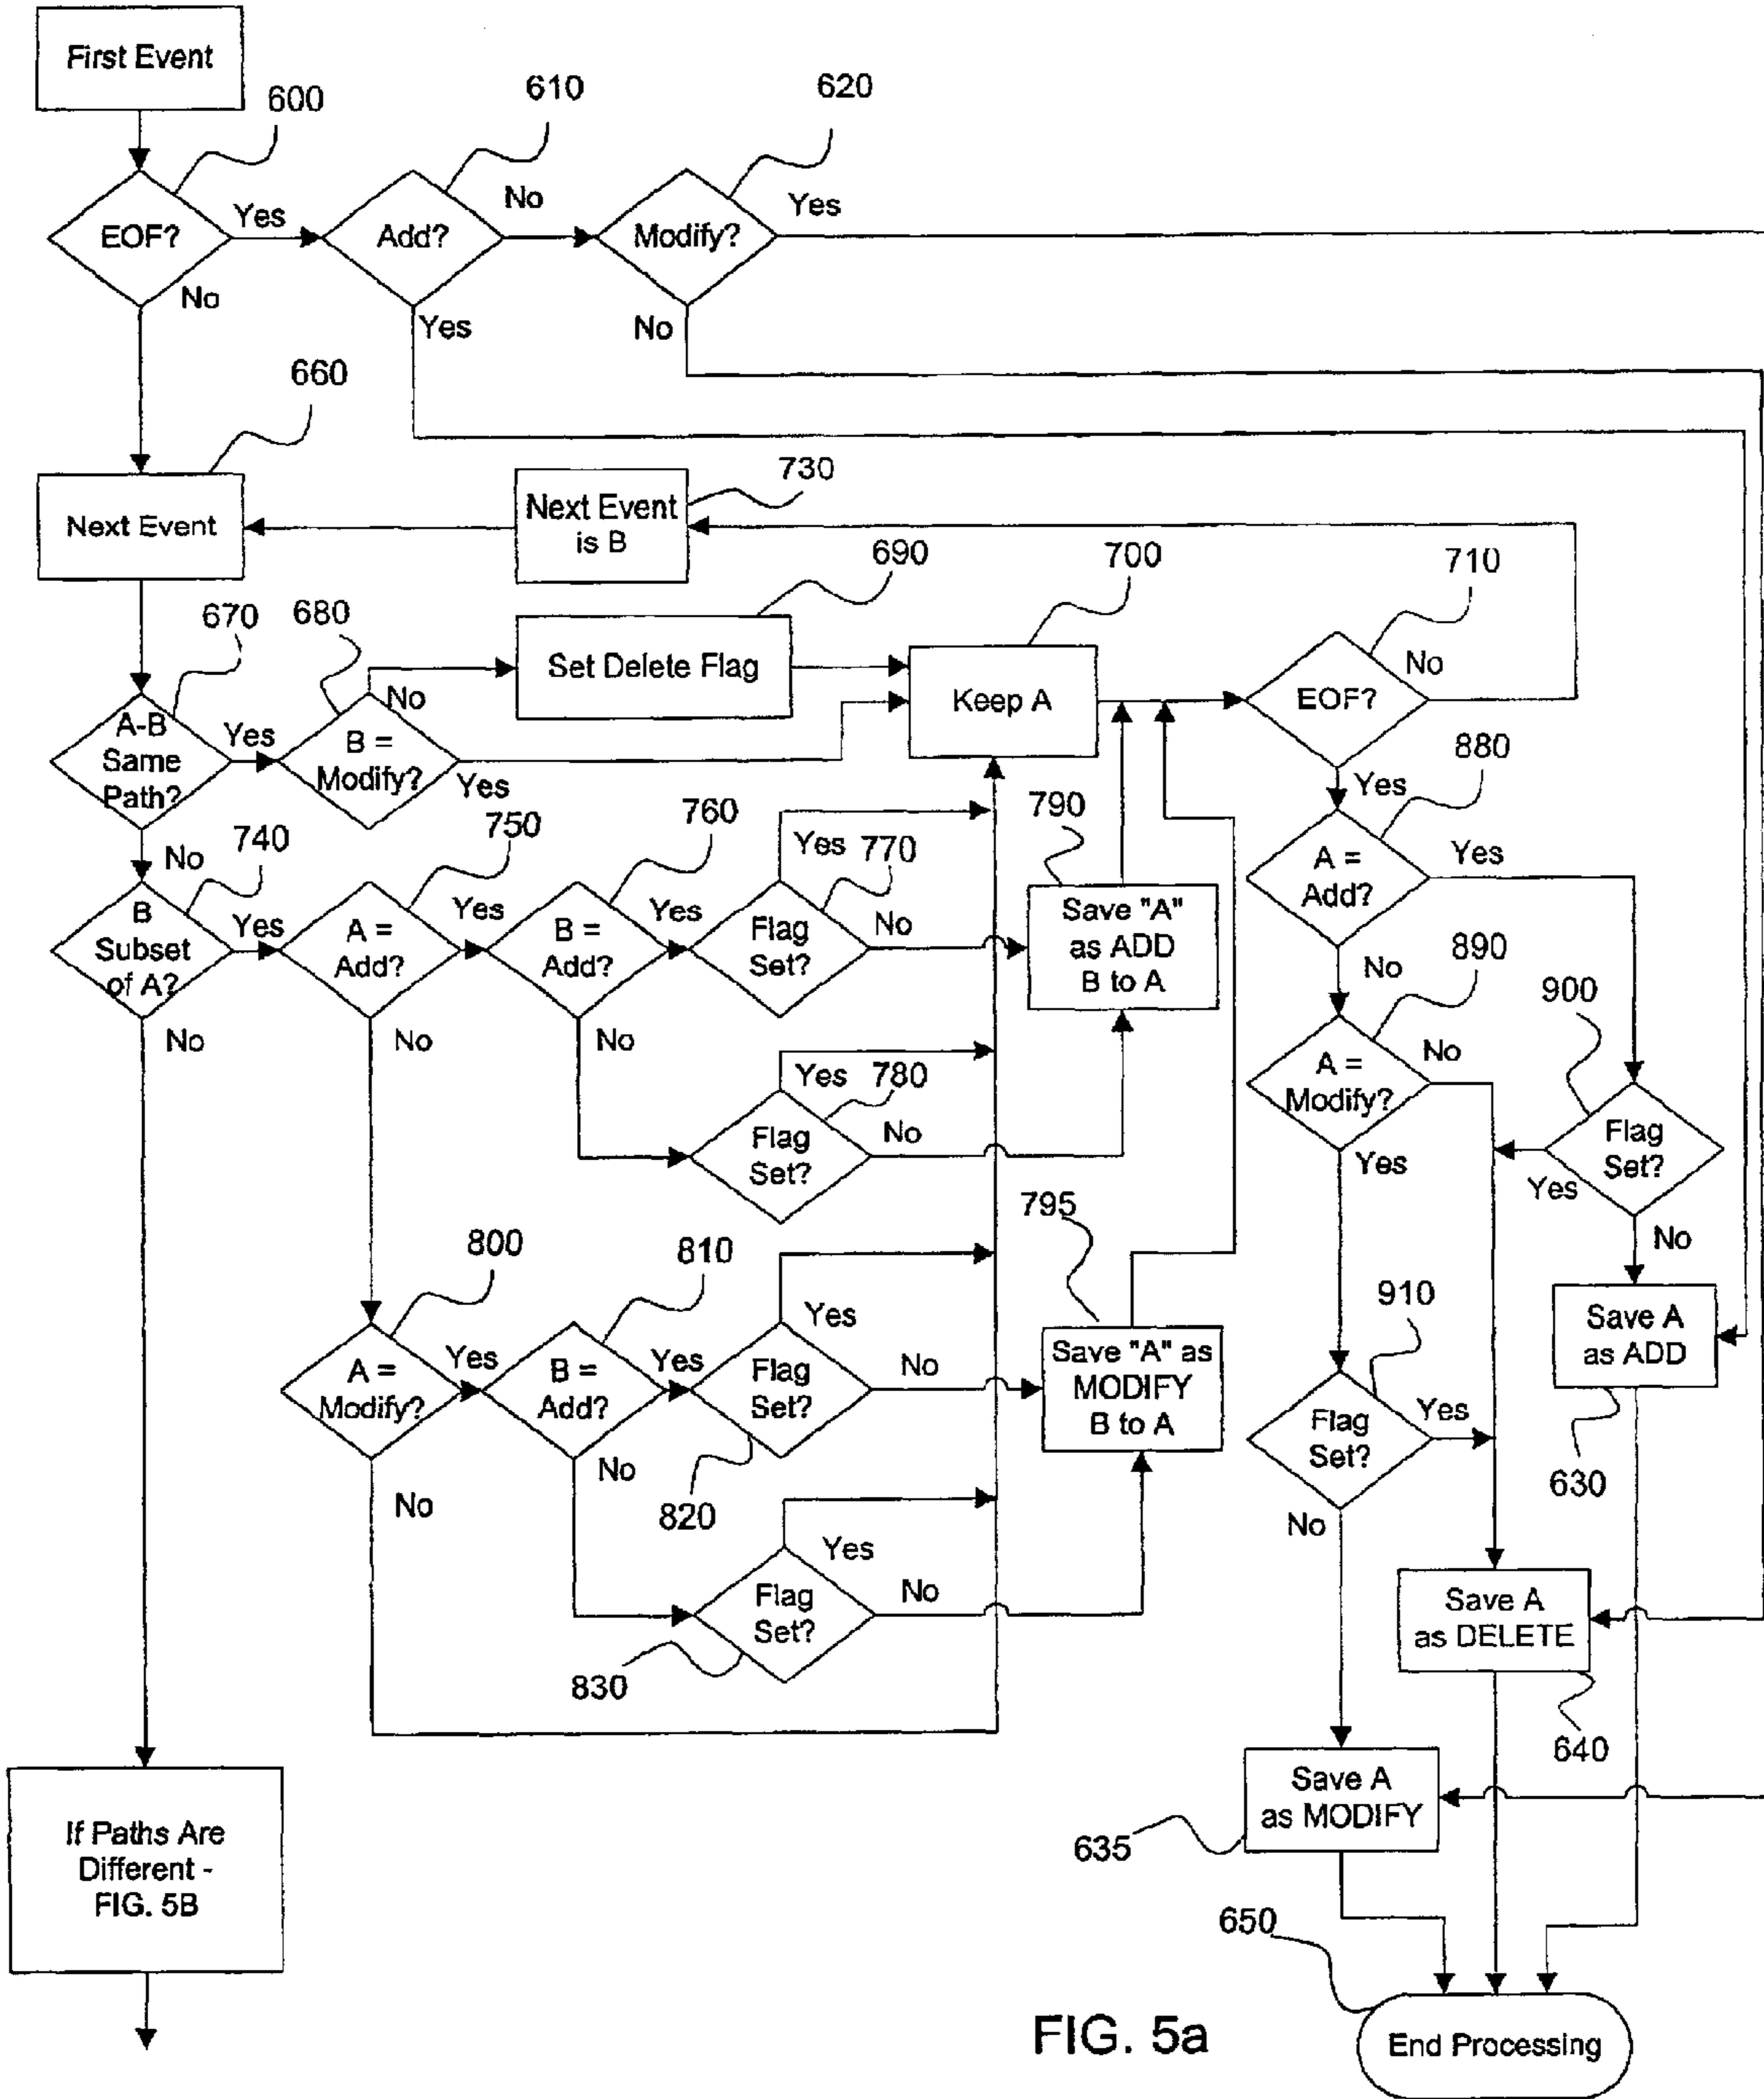 First Event
600
610
620
EOF?
Yes
Add?
No
Modify?
Yes
No
Yes
No
660
730
Next Event
Next Event
is B
690
700
710
670
680
Set Delete Flag
Keep A
EOF?
No
A-B
Same
Path?
Yes
B =
Modify?
No
Yes
Yes
880
No
740
750
760
Yes
770
790
A =
Add?
Yes
B
Subset
of A?
Yes
A =
Add?
Yes
B =
Add?
Yes
Flag
Set?
No
Save "A"
as ADD
B to A
No
890
900
No
No
No
Yes
780
A =
Modify?
No
Flag
Set?
No
Yes
Flag
Set?
Yes
No
795
800
810
Yes
910
Save A
as ADD
A =
Modify?
Yes
B =
Add?
Yes
Flag
Set?
No
Save "A" as
MODIFY
B to A
Flag
Set?
Yes
630
No
No
820
Yes
No
Flag
Set?
No
830
Save A
as DELETE
640
If Paths Are
Different -
FIG. 5B
Save A
as MODIFY
635
650
End Processing
FIG. 5a